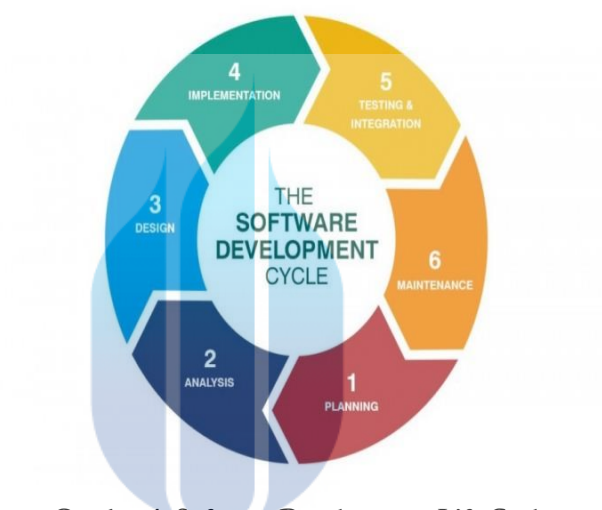 THE
SOFTWARE
DEVELOPMENT
CYCLE
1
PLANNING
2
ANALYSIS
3
DESIGN
4
IMPLEMENTATION
5
TESTING &
INTEGRATION
6
MAINTENANCE